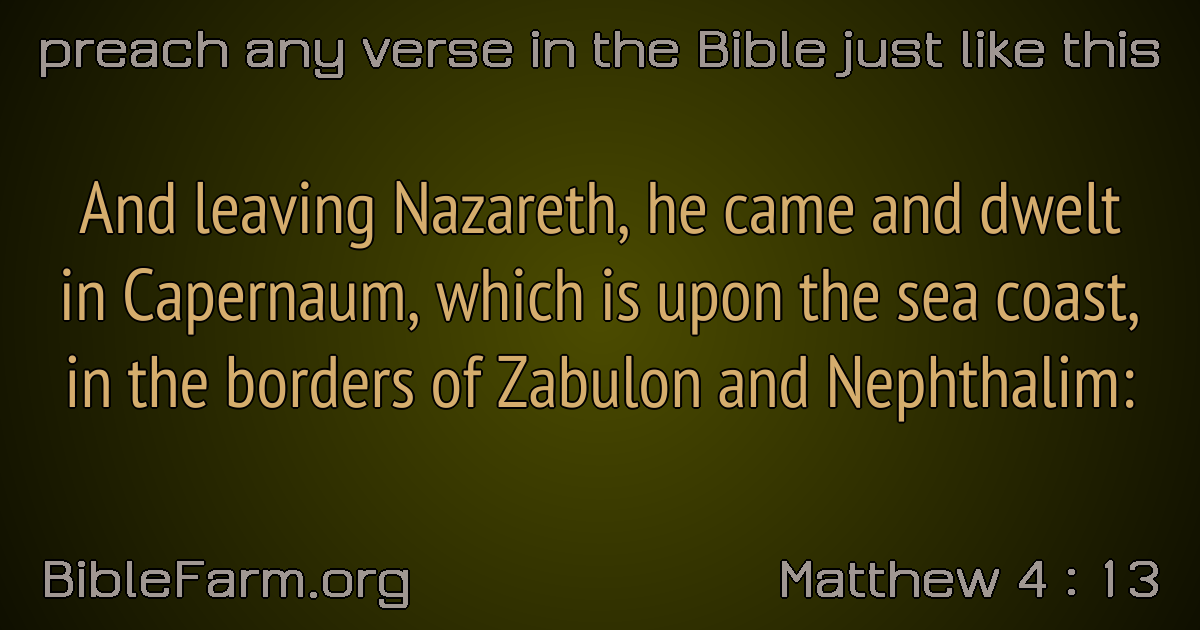 preach any verse in the Bible just like this
And leaving Nazareth, he came and dwelt
in Capernaum, which is upon the sea coast,
in the borders of Zabulon and Nephthalim:
BibleFarm.org
Matthew 4 : 13